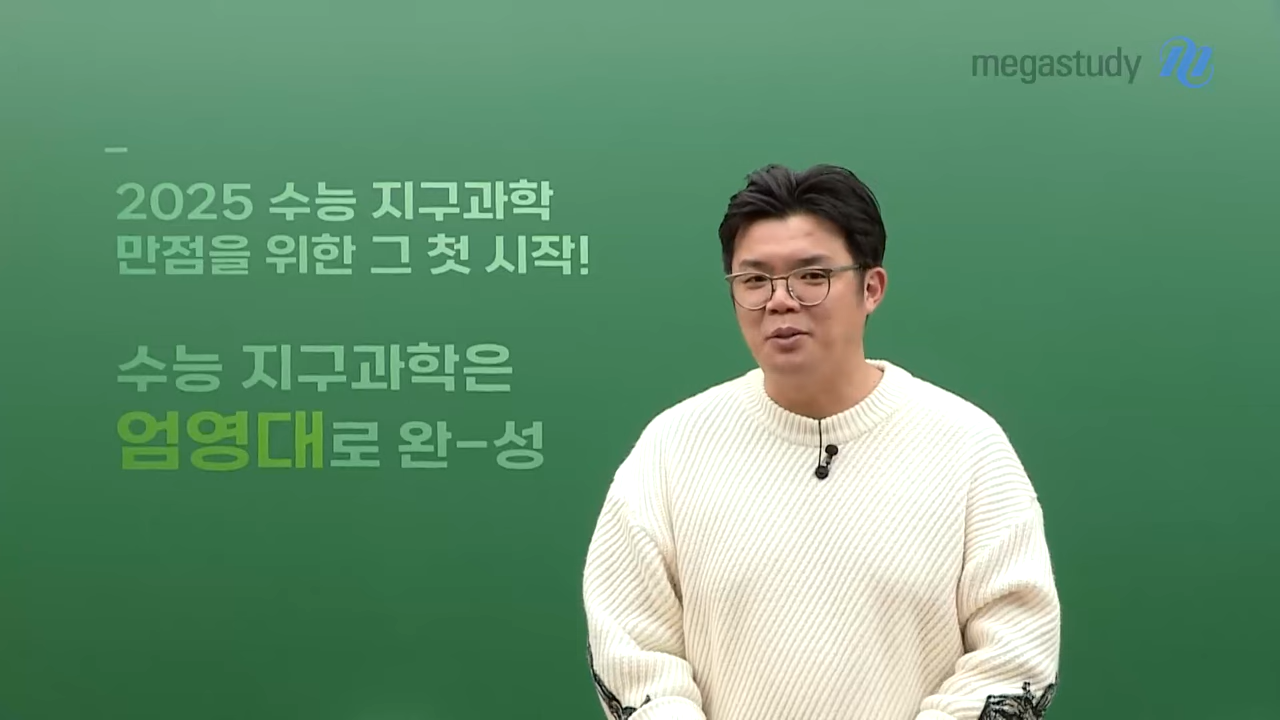 megastudy
2025 수능 지구과학
만점을 위한 그 첫 시작!
수능 지구과학은
엄영대로 완-성